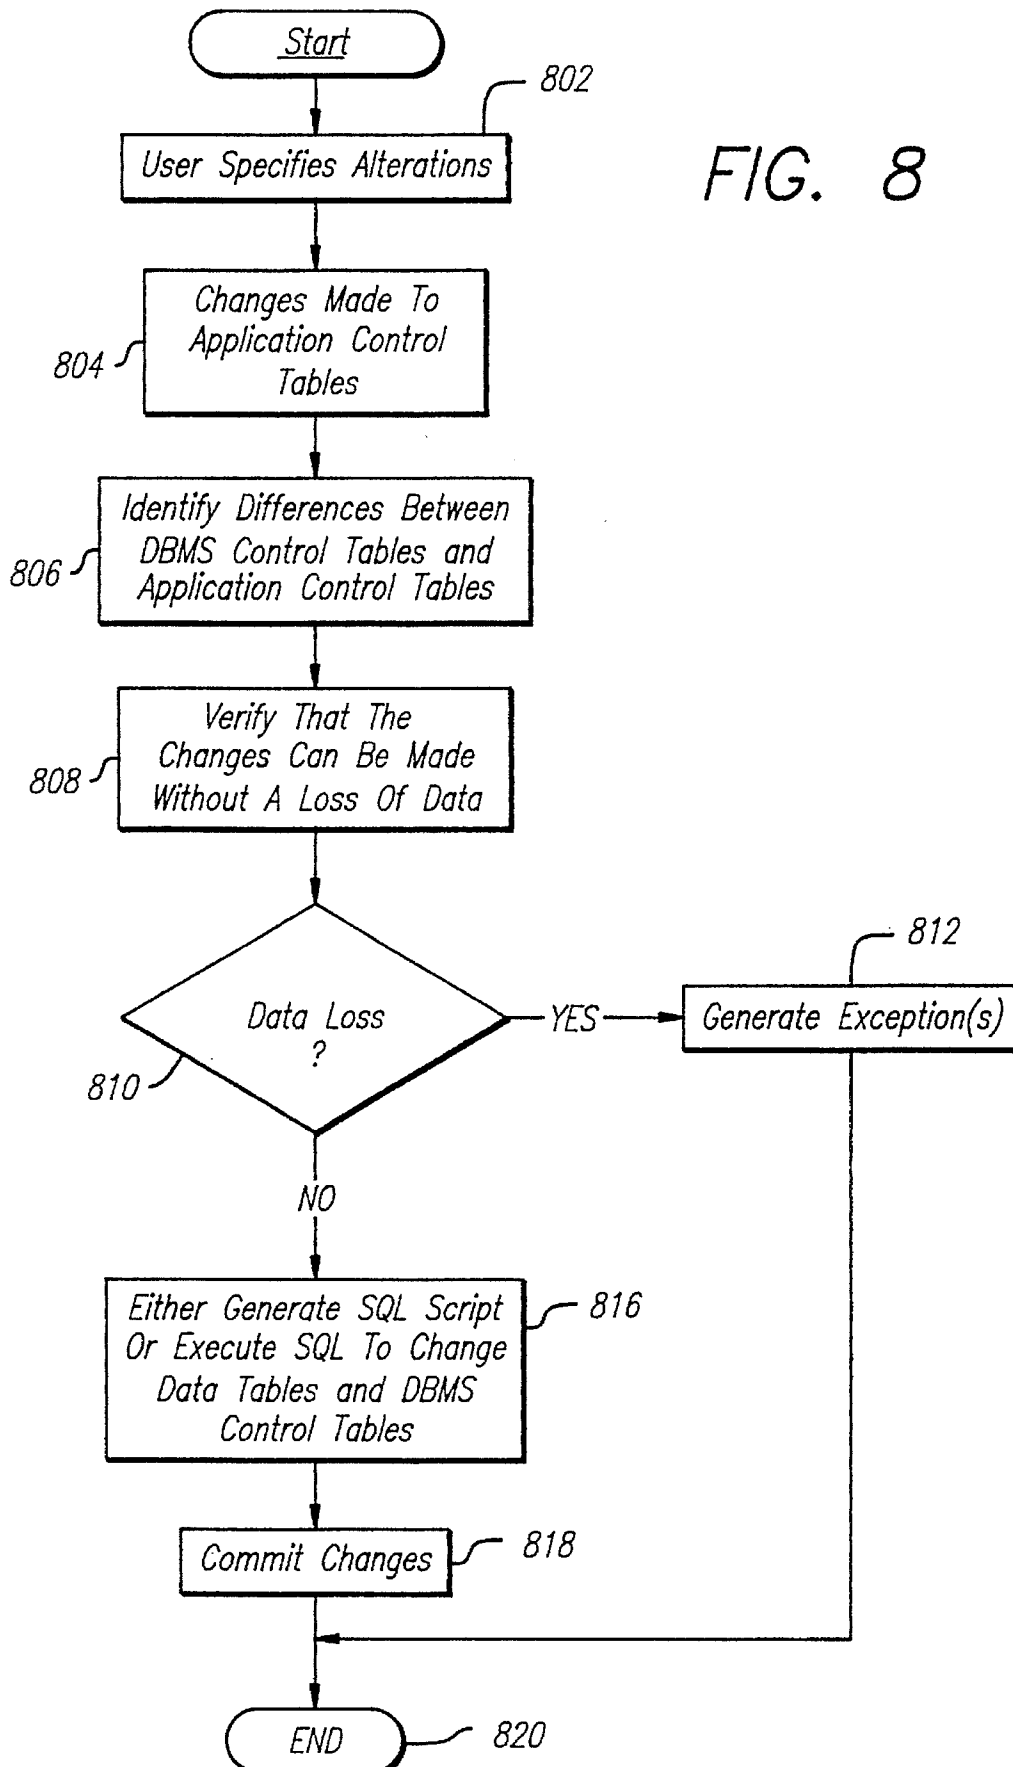 Start
802
User Specifies Alterations
FIG. 8
Changes Made To
Application Control
Tables
804
Identify Differences Between
DBMS Control Tables and
Application Control Tables
806
Verify That The
Changes Can Be Made
Without A Loss Of Data
808
812
Data Loss
?
YES
Generate Exception(s)
810
NO
Either Generate SQL Script
Or Execute SQL To Change
Data Tables and DBMS
Control Tables
816
Commit Changes
818
END
820